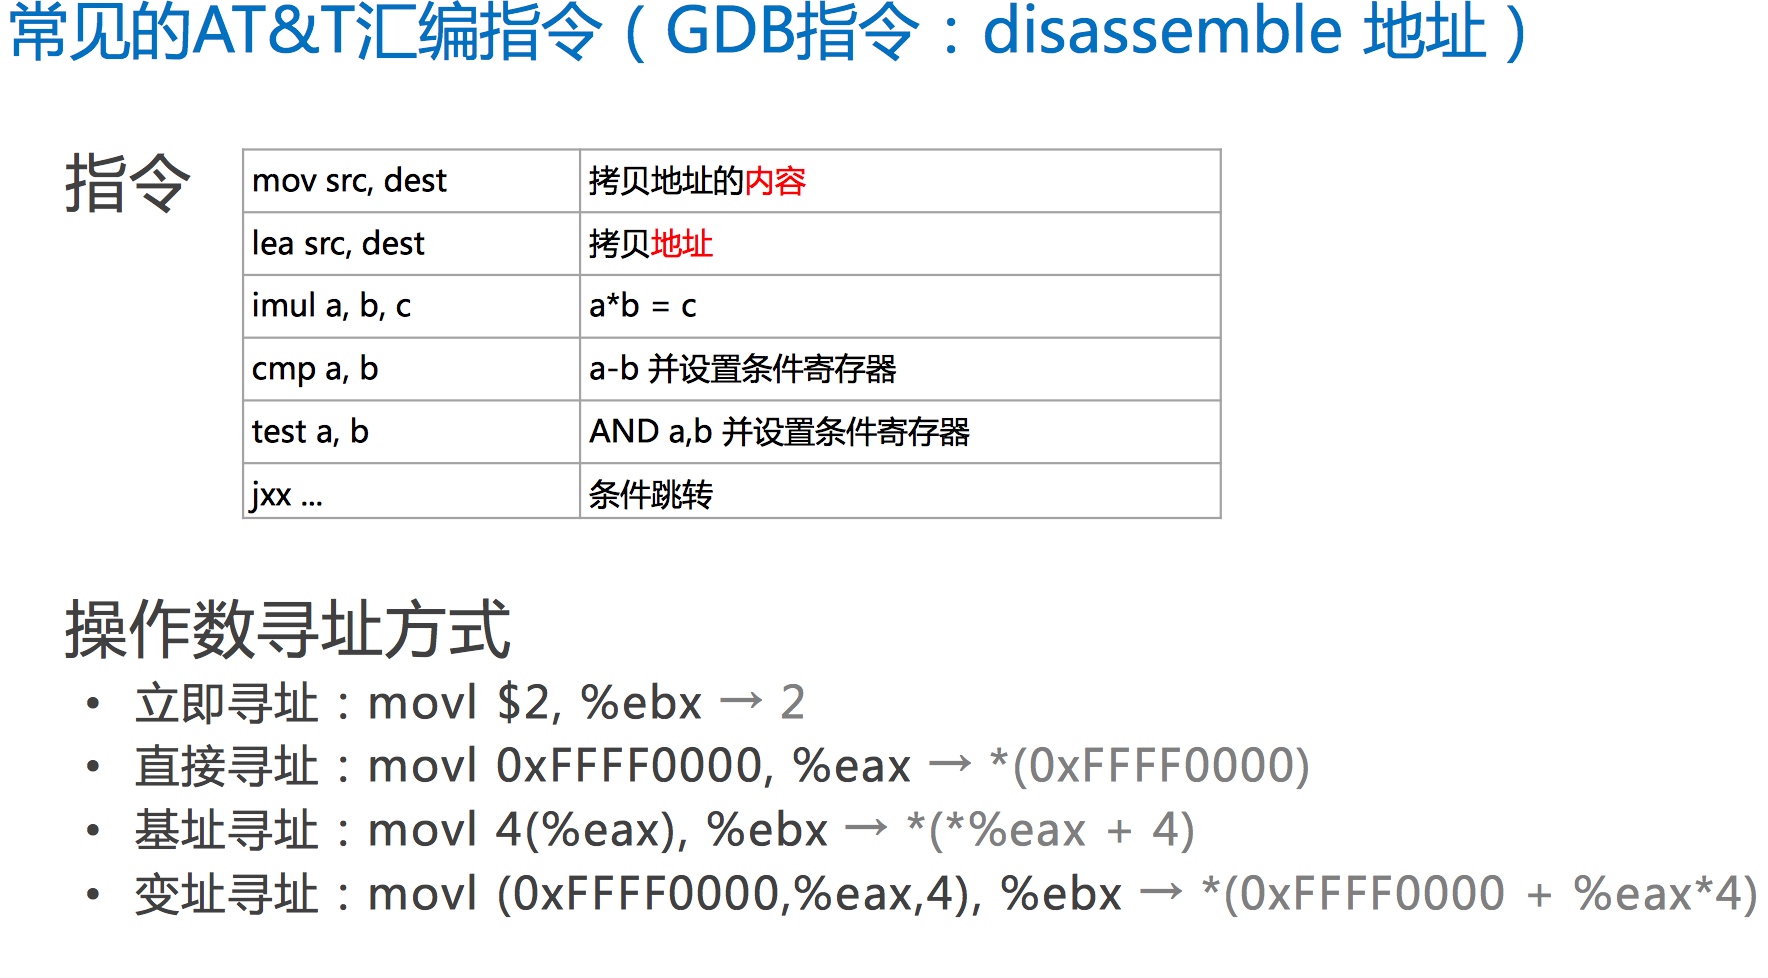 常见的AT&T汇编指令（GDB指令：disassemble 地址）
指令
mov src, dest 拷贝地址的内容
lea src, dest 拷贝地址
imul a, b, c a*b = c
cmp a, b a-b 并设置条件寄存器
test a, b AND a,b 并设置条件寄存器
jxx ... 条件跳转
操作数寻址方式
• 立即寻址：movl $2, %ebx → 2
• 直接寻址：movl 0xFFFF0000, %eax → *(0xFFFF0000)
• 基址寻址：movl 4(%eax), %ebx → *(*%eax + 4)
• 变址寻址：movl (0xFFFF0000,%eax,4), %ebx → *(0xFFFF0000 + %eax*4)